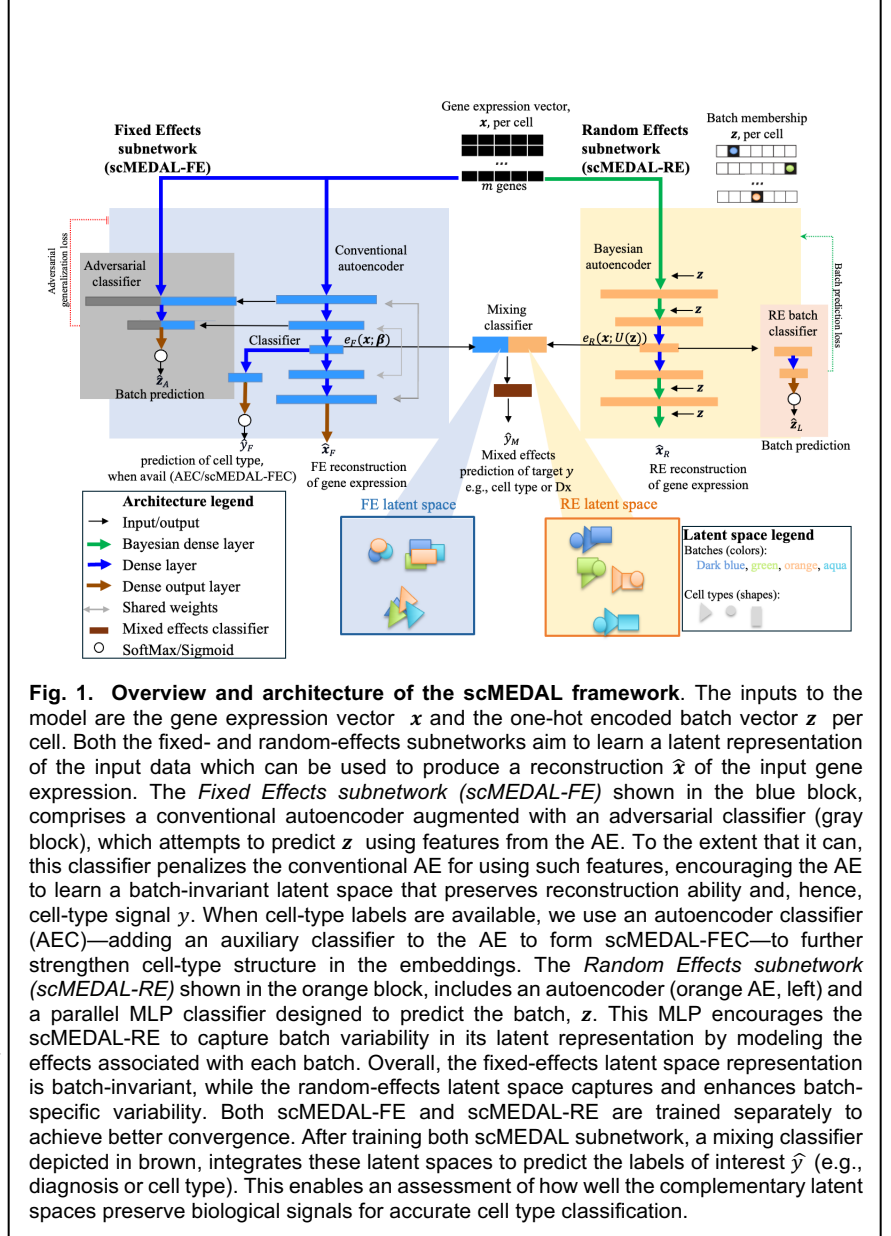 Gene expression vector,
x, per cell
...
m genes
Fixed Effects
subnetwork
(scMEDAL-FE)
Random Effects
subnetwork
(scMEDAL-RE)
Batch membership
z, per cell
...
Adversarial
generalization loss
Adversarial
classifier
Conventional
autoencoder
Bayesian
autoencoder
z
z
z
z
Batch prediction loss
Mixing
classifier
RE batch
classifier
Classifier
e_F(x; β)
e_R(x; U(z))
ẑ_A
Batch prediction
ŷ_F
prediction of cell type,
when avail (AEC/scMEDAL-FEC)
x̂_F
FE reconstruction
of gene expression
ŷ_M
Mixed effects
prediction of target y
e.g., cell type or Dx
x̂_R
RE reconstruction
of gene expression
ẑ_L
Batch prediction
FE latent space
RE latent space
Architecture legend
Input/output
Bayesian dense layer
Dense layer
Dense output layer
Shared weights
Mixed effects classifier
SoftMax/Sigmoid
Latent space legend
Batches (colors):
Dark blue, green, orange, aqua
Cell types (shapes):
Fig. 1. Overview and architecture of the scMEDAL framework. The inputs to the
model are the gene expression vector x and the one-hot encoded batch vector z per
cell. Both the fixed- and random-effects subnetworks aim to learn a latent representation
of the input data which can be used to produce a reconstruction x̂ of the input gene
expression. The Fixed Effects subnetwork (scMEDAL-FE) shown in the blue block,
comprises a conventional autoencoder augmented with an adversarial classifier (gray
block), which attempts to predict z using features from the AE. To the extent that it can,
this classifier penalizes the conventional AE for using such features, encouraging the AE
to learn a batch-invariant latent space that preserves reconstruction ability and, hence,
cell-type signal y. When cell-type labels are available, we use an autoencoder classifier
(AEC)—adding an auxiliary classifier to the AE to form scMEDAL-FEC—to further
strengthen cell-type structure in the embeddings. The Random Effects subnetwork
(scMEDAL-RE) shown in the orange block, includes an autoencoder (orange AE, left) and
a parallel MLP classifier designed to predict the batch, z. This MLP encourages the
scMEDAL-RE to capture batch variability in its latent representation by modeling the
effects associated with each batch. Overall, the fixed-effects latent space representation
is batch-invariant, while the random-effects latent space captures and enhances batch-
specific variability. Both scMEDAL-FE and scMEDAL-RE are trained separately to
achieve better convergence. After training both scMEDAL subnetwork, a mixing classifier
depicted in brown, integrates these latent spaces to predict the labels of interest ŷ (e.g.,
diagnosis or cell type). This enables an assessment of how well the complementary latent
spaces preserve biological signals for accurate cell type classification.